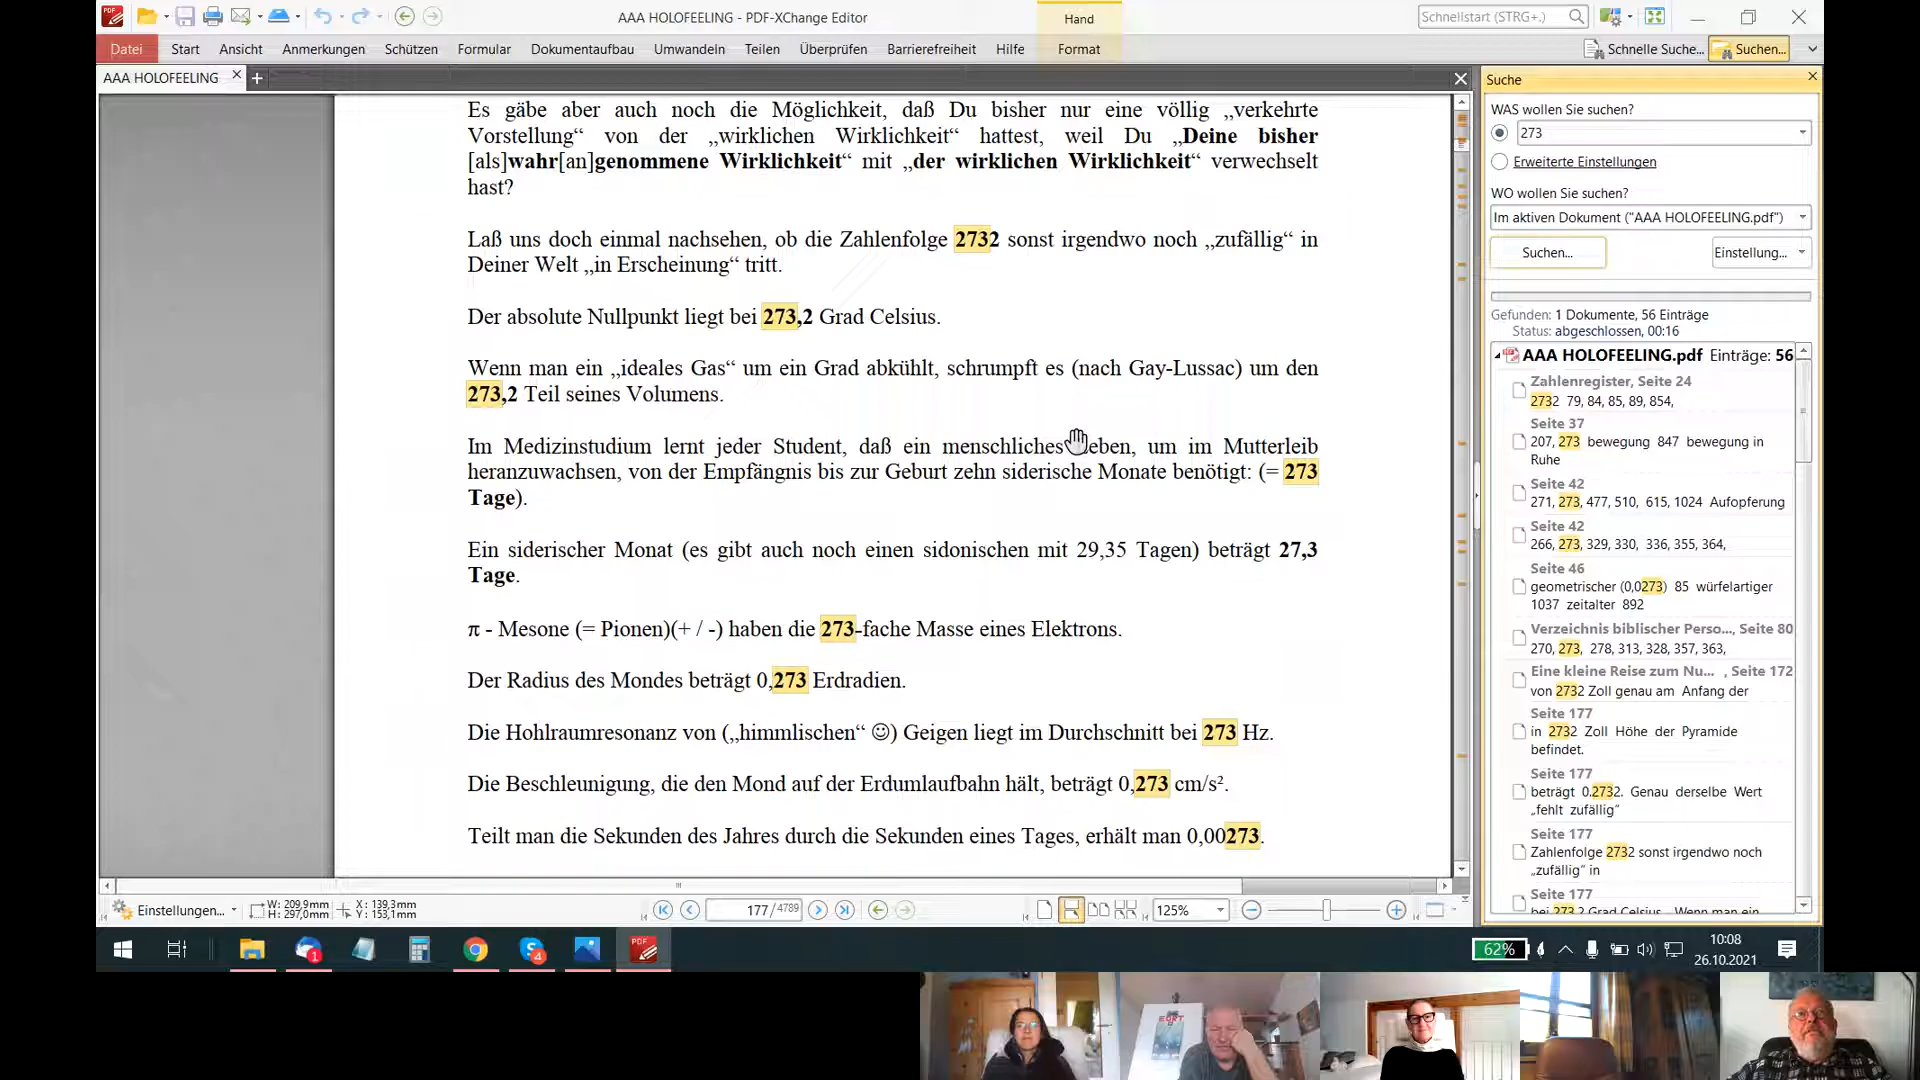 AAA HOLOFEELING - PDF-XChange Editor
Hand
Schnellstart (STRG+.)
Datei Start Ansicht Anmerkungen Schützen Formular Dokumentaufbau Umwandeln Teilen Überprüfen Barrierefreiheit Hilfe Format Schnelle Suche... Suchen...
AAA HOLOFEELING
Es gäbe aber auch noch die Möglichkeit, daß Du bisher nur eine völlig „verkehrte
Vorstellung“ von der „wirklichen Wirklichkeit“ hattest, weil Du „Deine bisher
[als]wahr[an]genommene Wirklichkeit“ mit „der wirklichen Wirklichkeit“ verwechselt
hast?
Laß uns doch einmal nachsehen, ob die Zahlenfolge 2732 sonst irgendwo noch „zufällig“ in
Deiner Welt „in Erscheinung“ tritt.
Der absolute Nullpunkt liegt bei 273,2 Grad Celsius.
Wenn man ein „ideales Gas“ um ein Grad abkühlt, schrumpft es (nach Gay-Lussac) um den
273,2 Teil seines Volumens.
Im Medizinstudium lernt jeder Student, daß ein menschliches Leben, um im Mutterleib
heranzuwachsen, von der Empfängnis bis zur Geburt zehn siderische Monate benötigt: (= 273
Tage).
Ein siderischer Monat (es gibt auch noch einen sidonischen mit 29,35 Tagen) beträgt 27,3
Tage.
π - Mesone (= Pionen)(+ / -) haben die 273-fache Masse eines Elektrons.
Der Radius des Mondes beträgt 0,273 Erdradien.
Die Hohlraumresonanz von („himmlischen“ ☺) Geigen liegt im Durchschnitt bei 273 Hz.
Die Beschleunigung, die den Mond auf der Erdumlaufbahn hält, beträgt 0,273 cm/s².
Teilt man die Sekunden des Jahres durch die Sekunden eines Tages, erhält man 0,00273.
Suche
WAS wollen Sie suchen?
273
Erweiterte Einstellungen
WO wollen Sie suchen?
Im aktiven Dokument ("AAA HOLOFEELING.pdf")
Suchen... Einstellung...
Gefunden: 1 Dokumente, 56 Einträge
Status: abgeschlossen, 00:16
AAA HOLOFEELING.pdf Einträge: 56
Zahlenregister, Seite 24
2732 79, 84, 85, 89, 854,
Seite 37
207, 273 bewegung 847 bewegung in
Ruhe
Seite 42
271, 273, 477, 510, 615, 1024 Aufopferung
Seite 42
266, 273, 329, 330, 336, 355, 364,
Seite 46
geometrischer (0,0273) 85 würfelartiger
1037 zeitalter 892
Verzeichnis biblischer Perso..., Seite 80
270, 273, 278, 313, 328, 357, 363,
Eine kleine Reise zum Nu... , Seite 172
von 2732 Zoll genau am Anfang der
Seite 177
in 2732 Zoll Höhe der Pyramide
befindet.
Seite 177
beträgt 0.2732. Genau derselbe Wert
„fehlt zufällig“
Seite 177
Zahlenfolge 2732 sonst irgendwo noch
„zufällig“ in
Seite 177
bei 273,2 Grad Celsius. Wenn man ein
Einstellungen...
W: 209,9mm
H: 297,0mm
X: 139,3mm
Y: 153,1mm
177 / 4789
125%
1
4
PDF
62%
10:08
26.10.2021